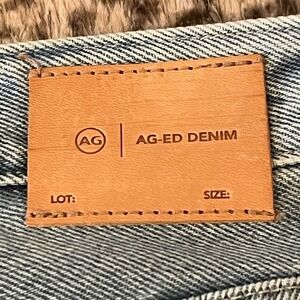 AG | AG-ED DENIM
LOT: SIZE: